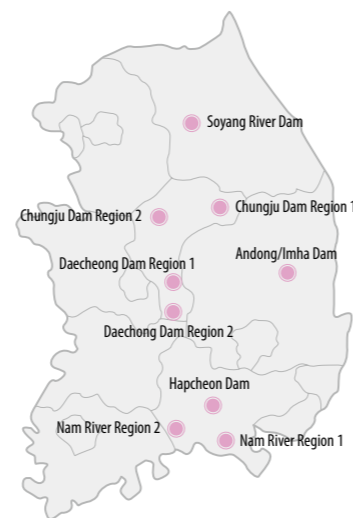 Soyang River Dam
Chungju Dam Region 1
Chungju Dam Region 2
Andong/Imha Dam
Daecheong Dam Region 1
Daechong Dam Region 2
Hapcheon Dam
Nam River Region 2
Nam River Region 1